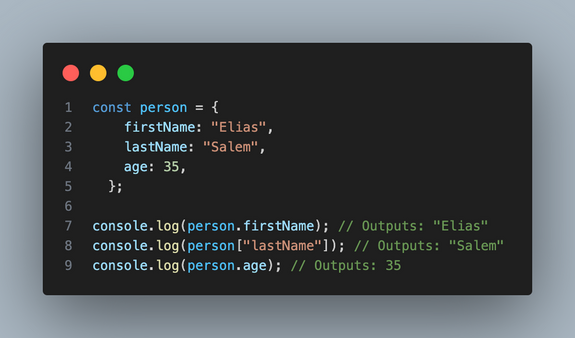 1 const person = {
2     firstName: "Elias",
3     lastName: "Salem",
4     age: 35,
5   };
6
7 console.log(person.firstName); // Outputs: "Elias"
8 console.log(person["lastName"]); // Outputs: "Salem"
9 console.log(person.age); // Outputs: 35